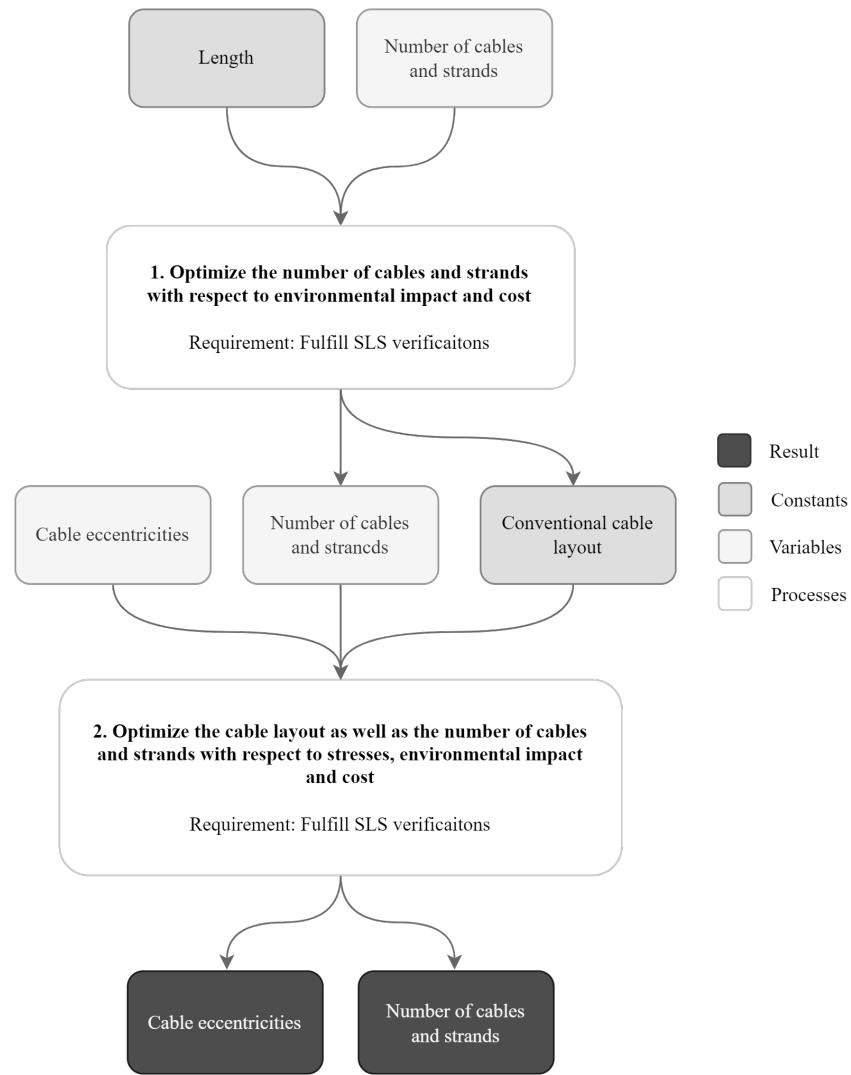 Length
Number of cables
and strands
1. Optimize the number of cables and strands
with respect to environmental impact and cost
Requirement: Fulfill SLS verificaitons
Cable eccentricities
Number of cables
and strancds
Conventional cable
layout
Result
Constants
Variables
Processes
2. Optimize the cable layout as well as the number of cables
and strands with respect to stresses, environmental impact
and cost
Requirement: Fulfill SLS verificaitons
Cable eccentricities
Number of cables
and strands